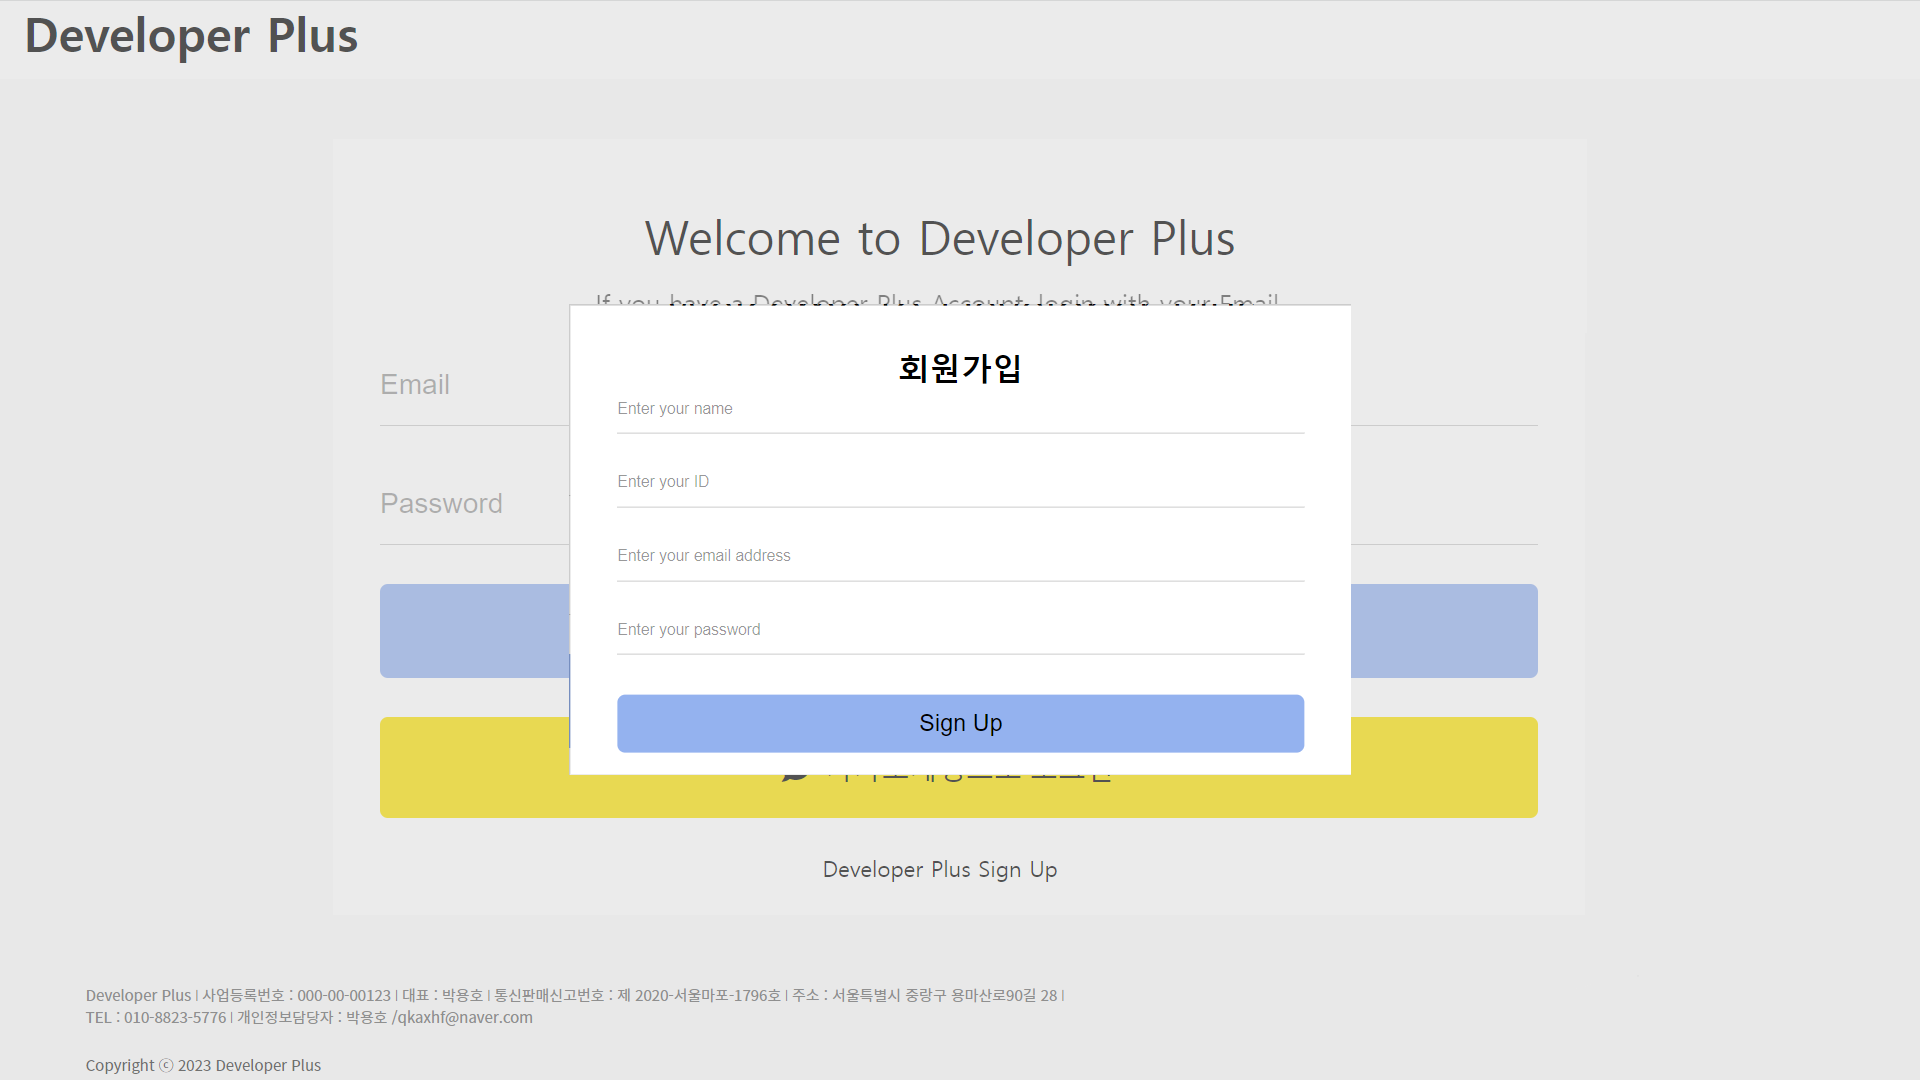 Developer Plus
Welcome to Developer Plus
If you have a Developer Plus Account, login with your Email
회원가입
Email
Enter your name
Enter your ID
Password
Enter your email address
Enter your password
Sign Up
Developer Plus Sign Up
Developer Plus | 사업등록번호 : 000-00-00123 | 대표 : 박용호 | 통신판매신고번호 : 제 2020-서울마포-1796호 | 주소 : 서울특별시 중랑구 용마산로90길 28 |
TEL : 010-8823-5776 | 개인정보담당자 : 박용호 /qkaxhf@naver.com
Copyright ⓒ 2023 Developer Plus